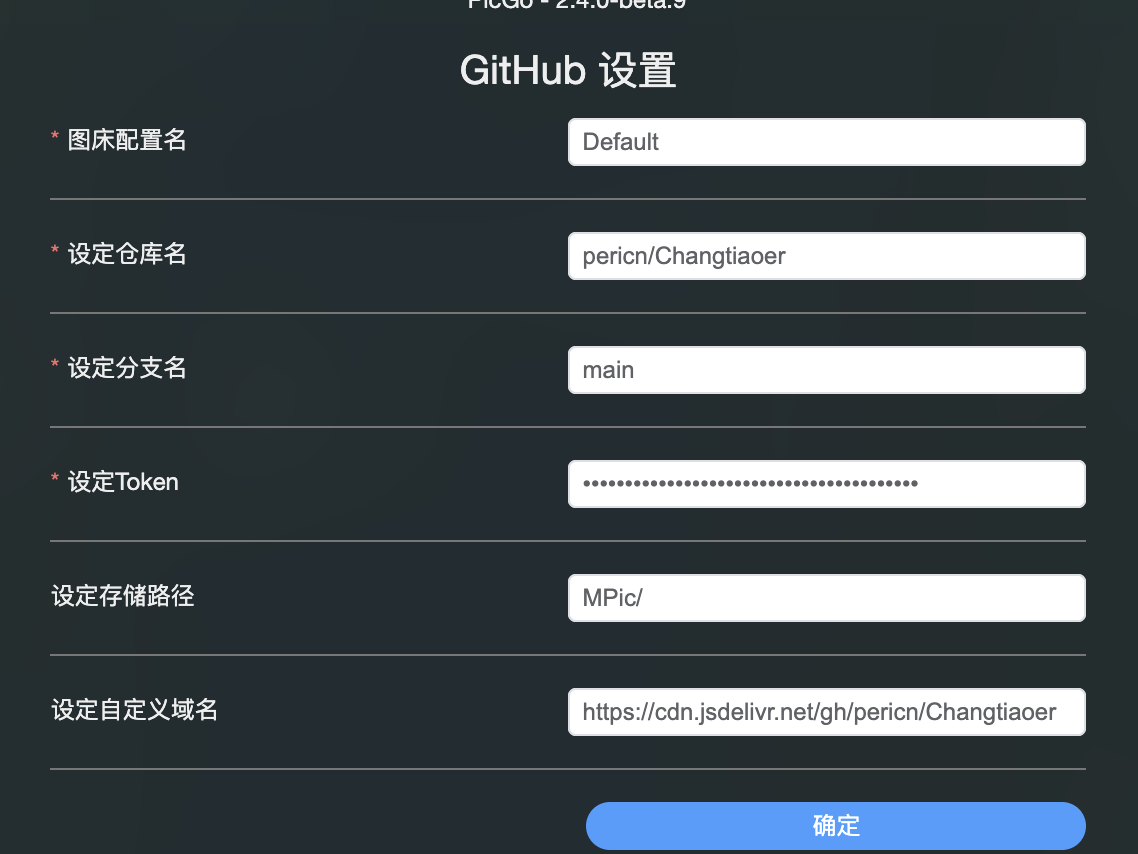 PicGo - 2.4.0-beta.9
GitHub 设置
* 图床配置名
Default
* 设定仓库名
pericn/Changtiaoer
* 设定分支名
main
* 设定Token
••••••••••••••••••••••••••••••••••••••••
设定存储路径
MPic/
设定自定义域名
https://cdn.jsdelivr.net/gh/pericn/Changtiaoer
确定